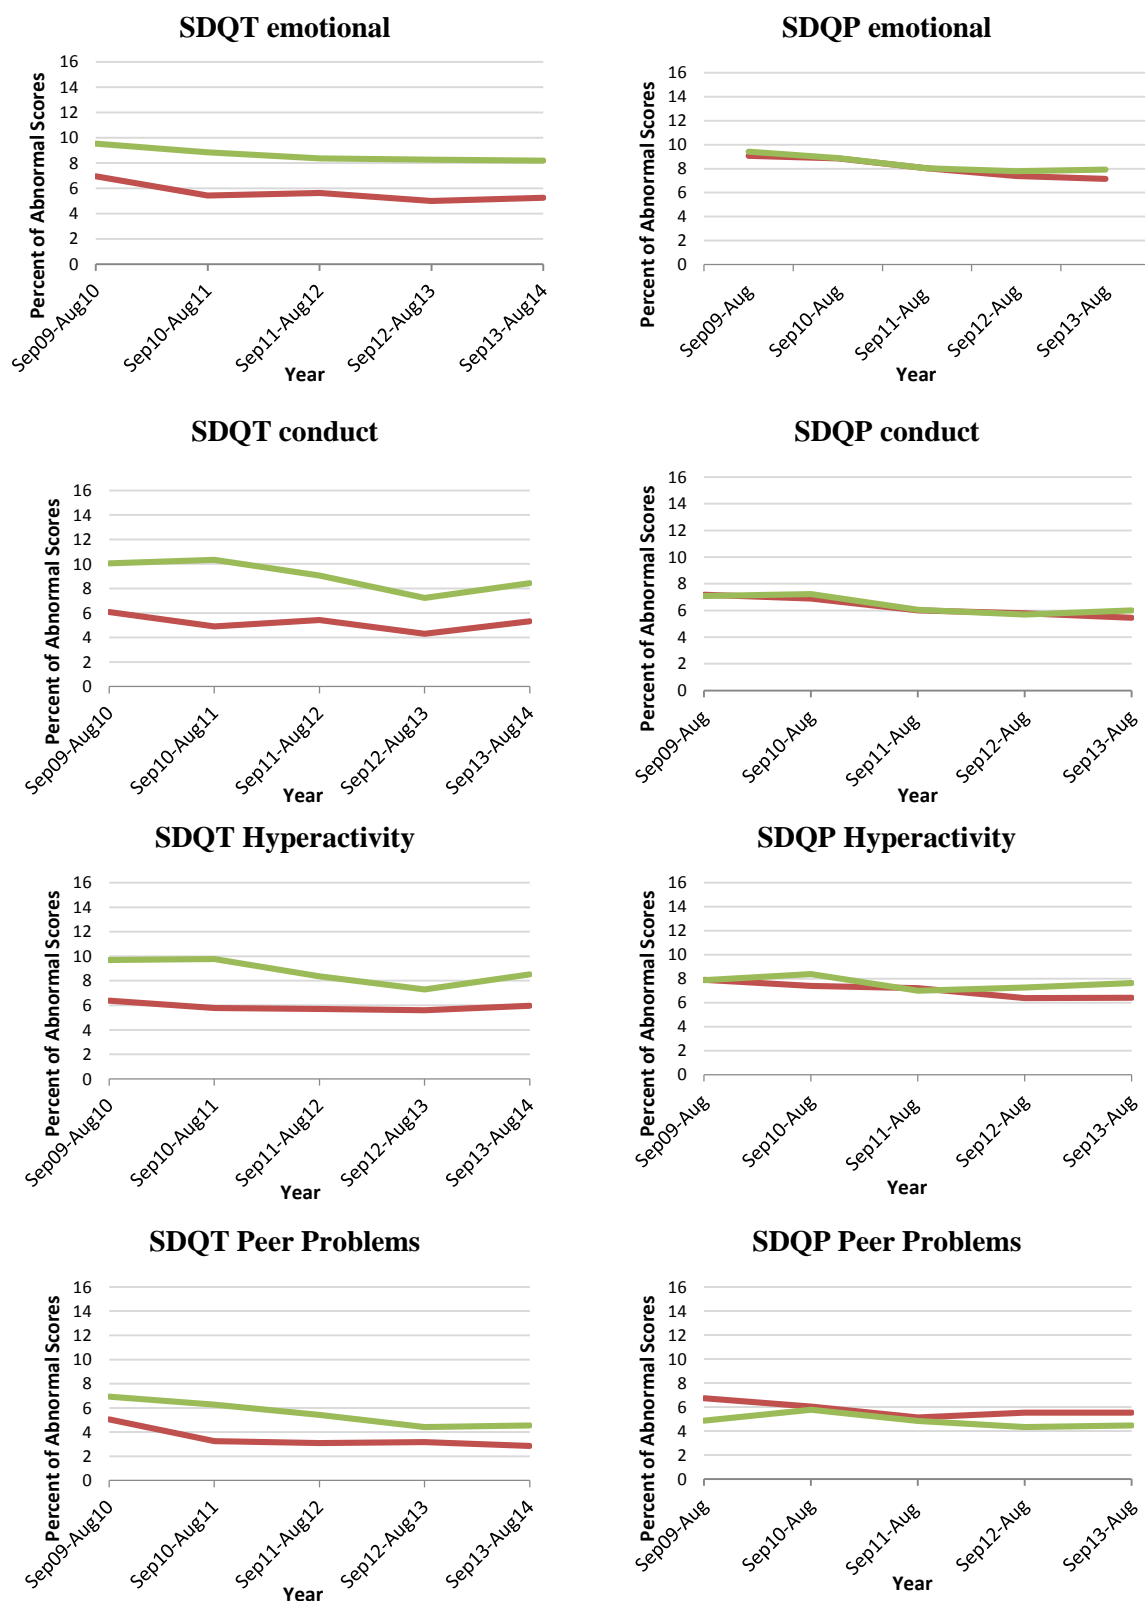 SDQT emotional
Percent of Abnormal Scores
16
14
12
10
8
6
4
2
0
Sep09-Aug10
Sep10-Aug11
Sep11-Aug12
Sep12-Aug13
Sep13-Aug14
Year
SDQP emotional
Percent of Abnormal Scores
16
14
12
10
8
6
4
2
0
Sep09-Aug
Sep10-Aug
Sep11-Aug
Sep12-Aug
Sep13-Aug
Year
SDQT conduct
Percent of Abnormal Scores
16
14
12
10
8
6
4
2
0
Sep09-Aug10
Sep10-Aug11
Sep11-Aug12
Sep12-Aug13
Sep13-Aug14
Year
SDQP conduct
Percent of Abnormal Scores
16
14
12
10
8
6
4
2
0
Sep09-Aug
Sep10-Aug
Sep11-Aug
Sep12-Aug
Sep13-Aug
Year
SDQT Hyperactivity
Percent of Abnormal Scores
16
14
12
10
8
6
4
2
0
Sep09-Aug10
Sep10-Aug11
Sep11-Aug12
Sep12-Aug13
Sep13-Aug14
Year
SDQP Hyperactivity
Percent of Abnormal Scores
16
14
12
10
8
6
4
2
0
Sep09-Aug
Sep10-Aug
Sep11-Aug
Sep12-Aug
Sep13-Aug
Year
SDQT Peer Problems
Percent of Abnormal Scores
16
14
12
10
8
6
4
2
0
Sep09-Aug10
Sep10-Aug11
Sep11-Aug12
Sep12-Aug13
Sep13-Aug14
Year
SDQP Peer Problems
Percent of Abnormal Scores
16
14
12
10
8
6
4
2
0
Sep09-Aug
Sep10-Aug
Sep11-Aug
Sep12-Aug
Sep13-Aug
Year